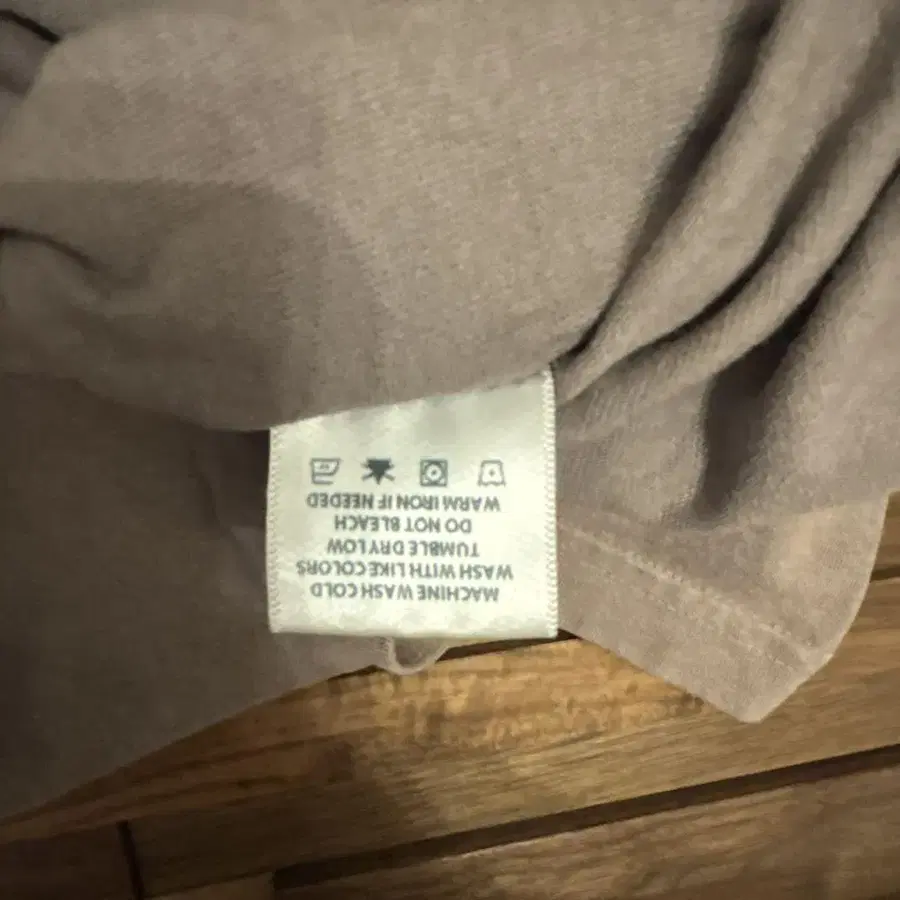 MACHINE WASH COLD
WASH WITH LIKE COLORS
TUMBLE DRY LOW
DO NOT BLEACH
WARM IRON IF NEEDED